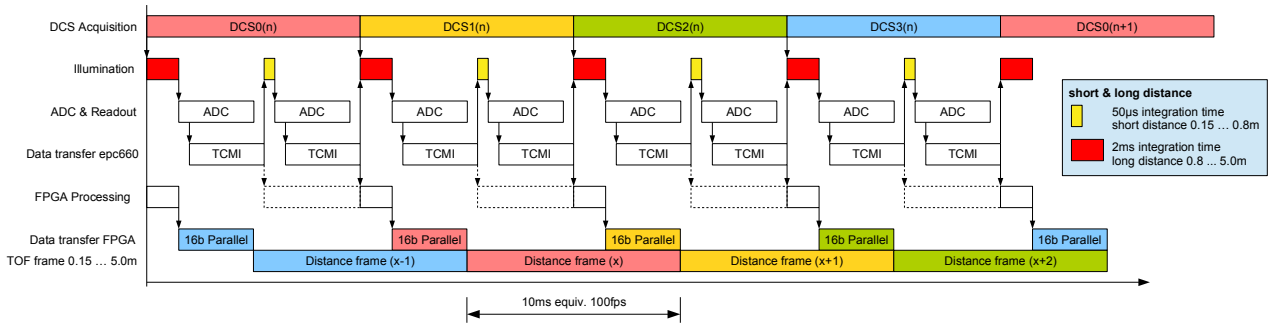 DCS Acquisition
DCS0(n) DCS1(n) DCS2(n) DCS3(n) DCS0(n+1)
Illumination
short & long distance
50µs integration time
short distance 0.15 … 0.8m
2ms integration time
long distance 0.8 ... 5.0m
ADC & Readout
ADC ADC ADC ADC ADC ADC ADC ADC
Data transfer epc660
TCMI TCMI TCMI TCMI TCMI TCMI TCMI TCMI
FPGA Processing
Data transfer FPGA
16b Parallel 16b Parallel 16b Parallel 16b Parallel 16b Parallel
TOF frame 0.15 … 5.0m
Distance frame (x-1) Distance frame (x) Distance frame (x+1) Distance frame (x+2)
10ms equiv. 100fps